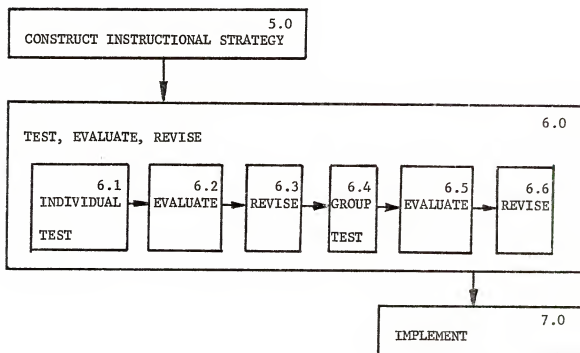 5.0
CONSTRUCT INSTRUCTIONAL STRATEGY
6.0
TEST, EVALUATE, REVISE
6.1 6.2 6.3 6.4 6.5 6.6
INDIVIDUAL EVALUATE REVISE GROUP EVALUATE REVISE
TEST TEST
7.0
IMPLEMENT